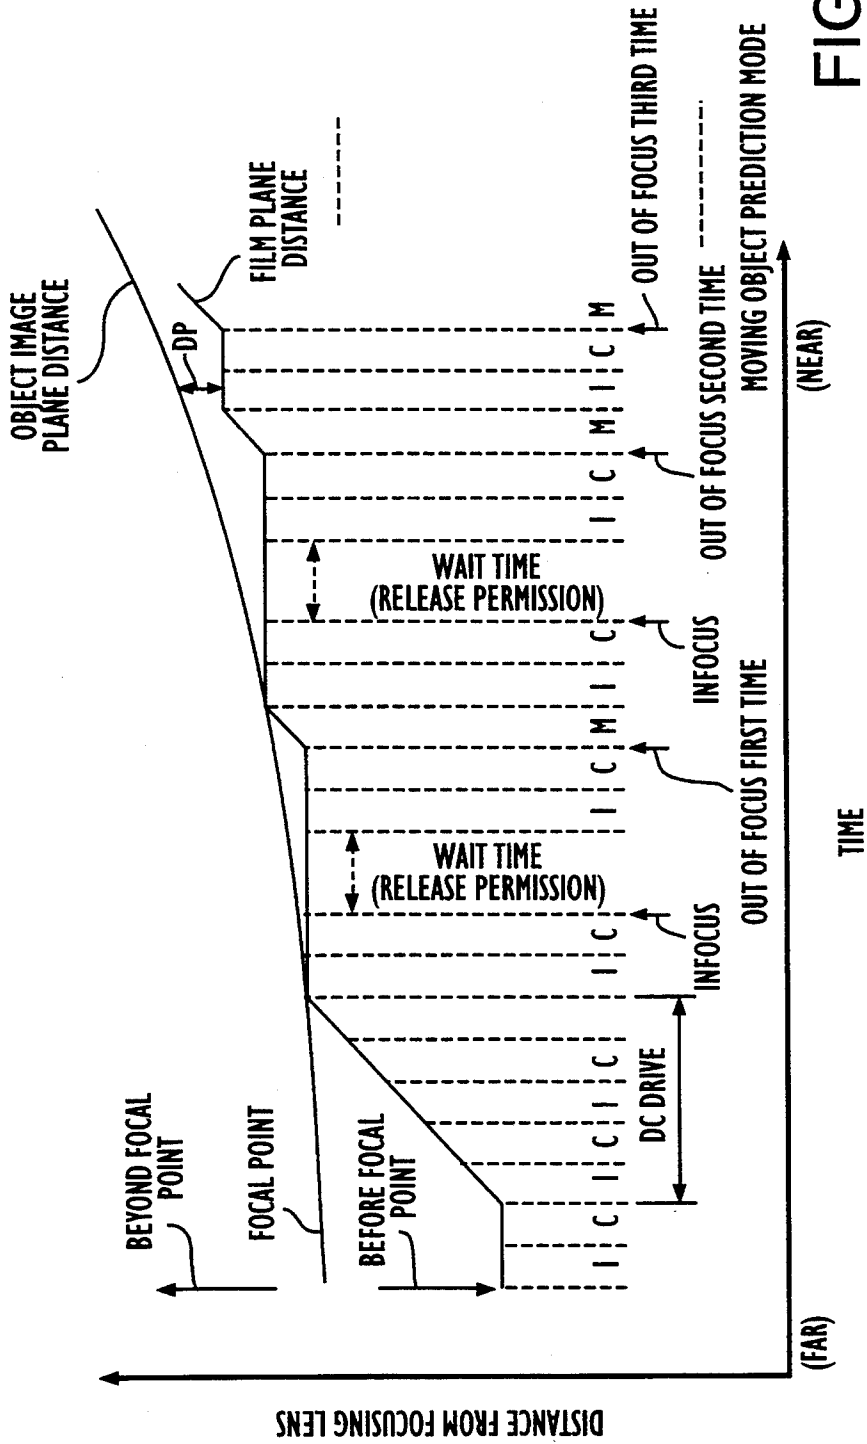 OBJECT IMAGE
PLANE DISTANCE
BEYOND FOCAL
POINT
FOCAL POINT
DP
FILM PLANE
DISTANCE
BEFORE FOCAL
POINT
WAIT TIME
(RELEASE PERMISSION)
WAIT TIME
(RELEASE PERMISSION)
I C I C I C I C I C M I C I C M I C M
DC DRIVE
INFOCUS
OUT OF FOCUS FIRST TIME
INFOCUS
OUT OF FOCUS SECOND TIME
OUT OF FOCUS THIRD TIME
MOVING OBJECT PREDICTION MODE
(FAR)
(NEAR)
TIME
DISTANCE FROM FOCUSING LENS
FIG